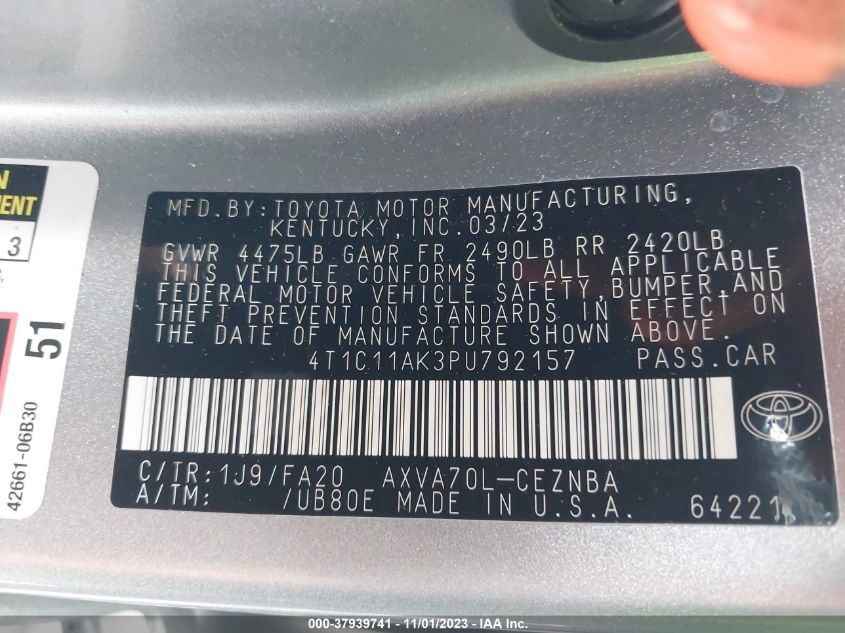 N
MENT
3
51
42661-06B30
MFD. BY: TOYOTA MOTOR MANUFACTURING,
KENTUCKY, INC. 03/23
GVWR 4475LB GAWR FR 2490LB RR 2420LB
THIS VEHICLE CONFORMS TO ALL APPLICABLE
FEDERAL MOTOR VEHICLE SAFETY, BUMPER, AND
THEFT PREVENTION STANDARDS IN EFFECT ON
THE DATE OF MANUFACTURE SHOWN ABOVE.
4T1C11AK3PU792157 PASS. CAR
C/TR: 1J9/FA20 AXVA70L-CEZNBA
A/TM: /UB80E MADE IN U.S.A. 64221
000-37939741 - 11/01/2023 - IAA Inc.